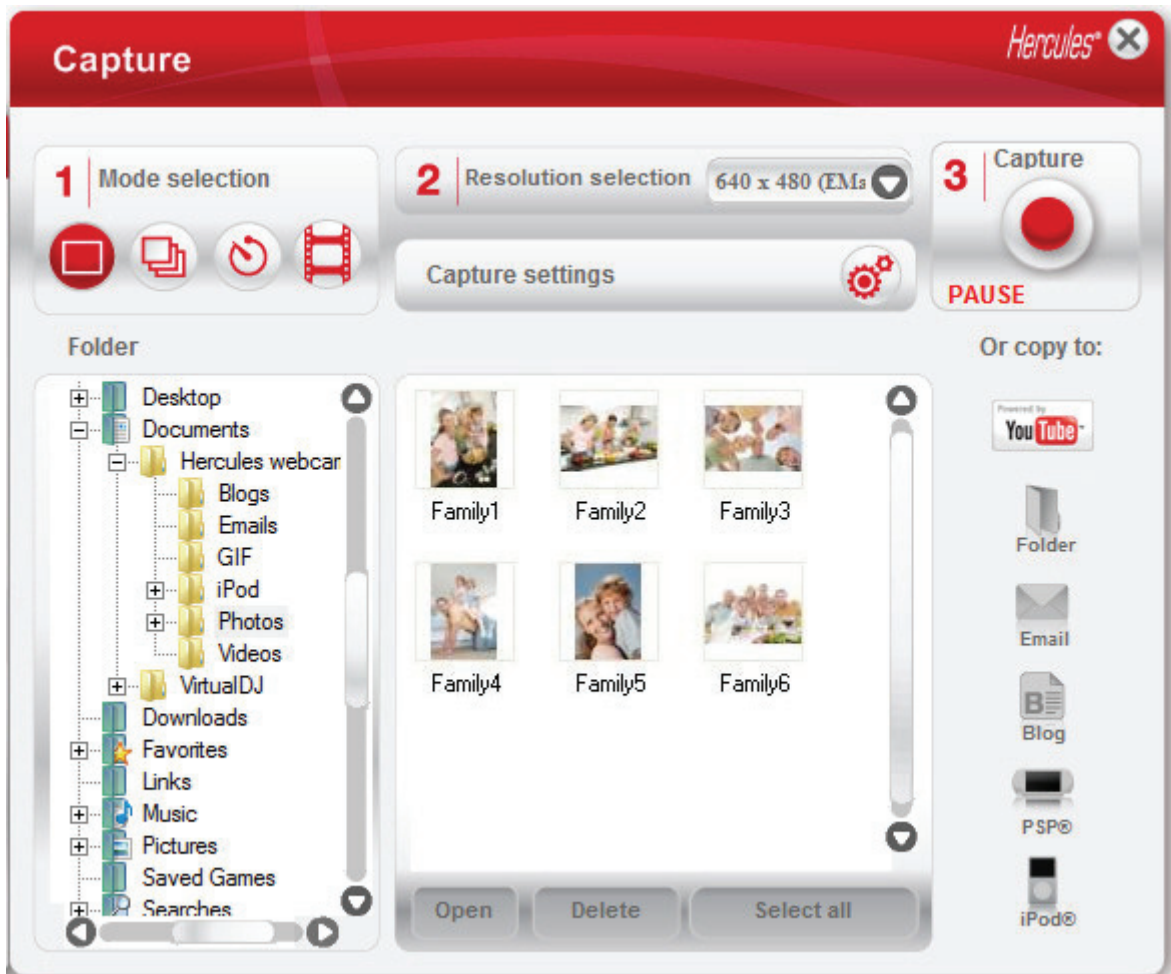 Capture
Hercules®
1 Mode selection
2 Resolution selection 640 x 480 (EMa
3 Capture
Capture settings
PAUSE
Folder
Or copy to:
Desktop
Documents
Hercules webcar
Blogs
Emails
GIF
iPod
Photos
Videos
VirtualDJ
Downloads
Favorites
Links
Music
Pictures
Saved Games
Searches
Family1
Family2
Family3
Family4
Family5
Family6
Open
Delete
Select all
Powered by
YouTube™
Folder
Email
B
Blog
PSP®
iPod®